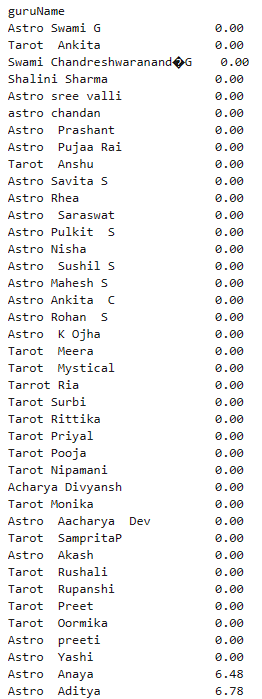 guruName
Astro Swami G 0.00
Tarot  Ankita 0.00
Swami Chandreshwaranand�G 0.00
Shalini Sharma 0.00
Astro sree valli 0.00
astro chandan 0.00
Astro  Prashant 0.00
Astro  Pujaa Rai 0.00
Tarot  Anshu 0.00
Astro Savita S 0.00
Astro Rhea 0.00
Astro  Saraswat 0.00
Astro Pulkit  S 0.00
Astro Nisha 0.00
Astro  Sushil S 0.00
Astro Mahesh S 0.00
Astro Ankita  C 0.00
Astro Rohan  S 0.00
Astro  K Ojha 0.00
Tarot  Meera 0.00
Tarot  Mystical 0.00
Tarrot Ria 0.00
Tarot Surbi 0.00
Tarot Rittika 0.00
Tarot Priyal 0.00
Tarot Pooja 0.00
Tarot Nipamani 0.00
Acharya Divyansh 0.00
Tarot Monika 0.00
Astro  Aacharya  Dev 0.00
Tarot  SampritaP 0.00
Astro  Akash 0.00
Tarot  Rushali 0.00
Tarot  Rupanshi 0.00
Tarot  Preet 0.00
Tarot  Oormika 0.00
Astro  preeti 0.00
Astro  Yashi 0.00
Astro  Anaya 6.48
Astro  Aditya 6.78